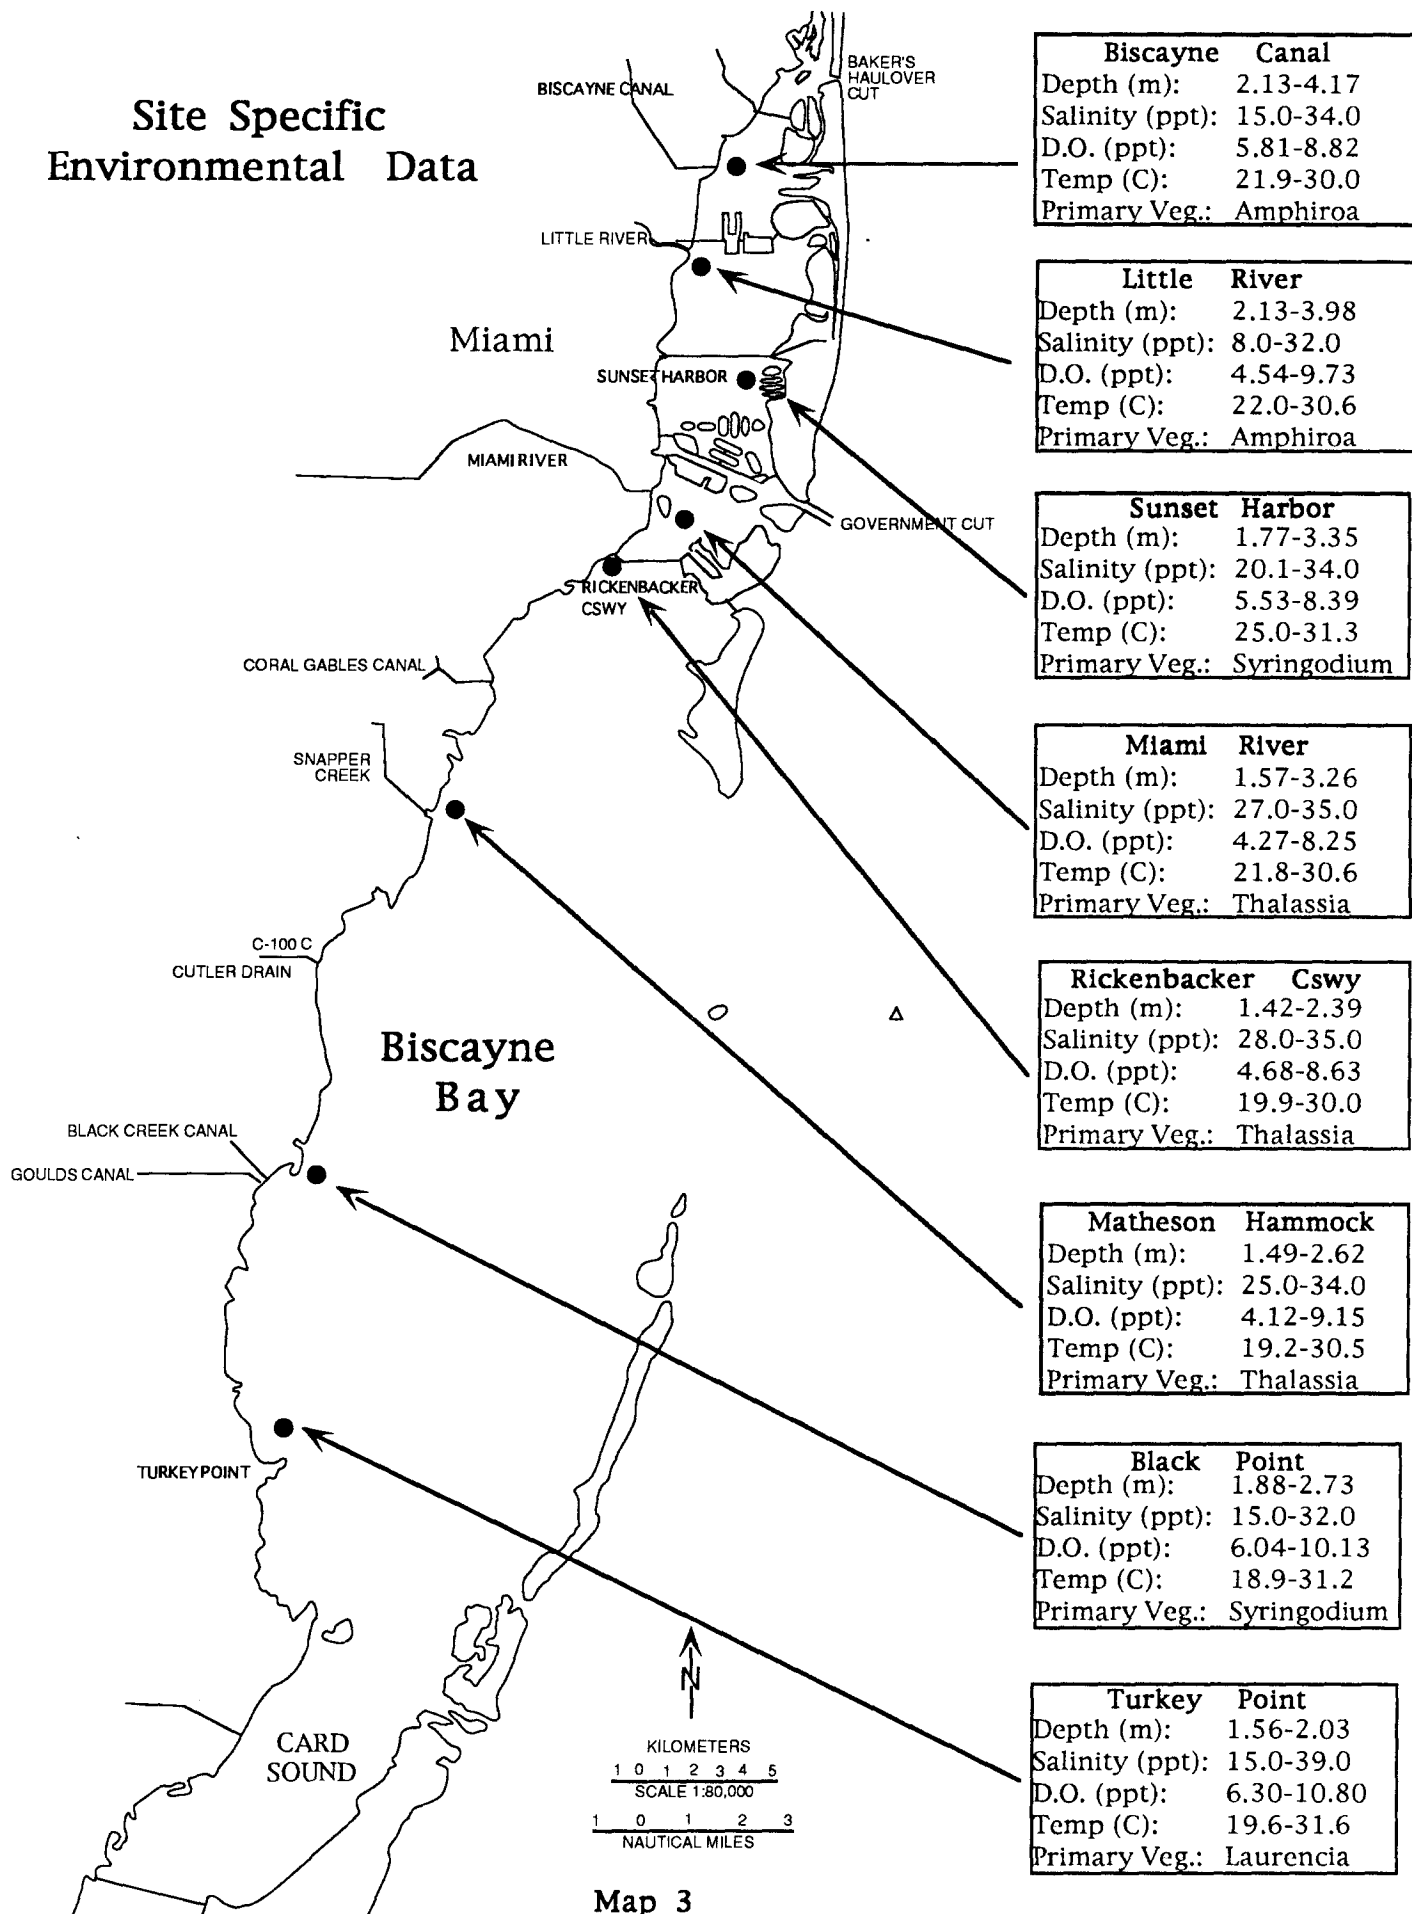 Site Specific
Environmental Data
BISCAYNE CANAL
BAKER'S
HAULOVER
CUT
LITTLE RIVER
Miami
SUNSET HARBOR
MIAMI RIVER
GOVERNMENT CUT
RICKENBACKER
CSWY
CORAL GABLES CANAL
SNAPPER
CREEK
C-100 C
CUTLER DRAIN
Biscayne
Bay
BLACK CREEK CANAL
GOULDS CANAL
TURKEY POINT
CARD
SOUND
N
KILOMETERS
1 0 1 2 3 4 5
SCALE 1:80,000
1 0 1 2 3
NAUTICAL MILES
Map 3
Biscayne Canal
Depth (m): 2.13-4.17
Salinity (ppt): 15.0-34.0
D.O. (ppt): 5.81-8.82
Temp (C): 21.9-30.0
Primary Veg.: Amphiroa
Little River
Depth (m): 2.13-3.98
Salinity (ppt): 8.0-32.0
D.O. (ppt): 4.54-9.73
Temp (C): 22.0-30.6
Primary Veg.: Amphiroa
Sunset Harbor
Depth (m): 1.77-3.35
Salinity (ppt): 20.1-34.0
D.O. (ppt): 5.53-8.39
Temp (C): 25.0-31.3
Primary Veg.: Syringodium
Miami River
Depth (m): 1.57-3.26
Salinity (ppt): 27.0-35.0
D.O. (ppt): 4.27-8.25
Temp (C): 21.8-30.6
Primary Veg.: Thalassia
Rickenbacker Cswy
Depth (m): 1.42-2.39
Salinity (ppt): 28.0-35.0
D.O. (ppt): 4.68-8.63
Temp (C): 19.9-30.0
Primary Veg.: Thalassia
Matheson Hammock
Depth (m): 1.49-2.62
Salinity (ppt): 25.0-34.0
D.O. (ppt): 4.12-9.15
Temp (C): 19.2-30.5
Primary Veg.: Thalassia
Black Point
Depth (m): 1.88-2.73
Salinity (ppt): 15.0-32.0
D.O. (ppt): 6.04-10.13
Temp (C): 18.9-31.2
Primary Veg.: Syringodium
Turkey Point
Depth (m): 1.56-2.03
Salinity (ppt): 15.0-39.0
D.O. (ppt): 6.30-10.80
Temp (C): 19.6-31.6
Primary Veg.: Laurencia